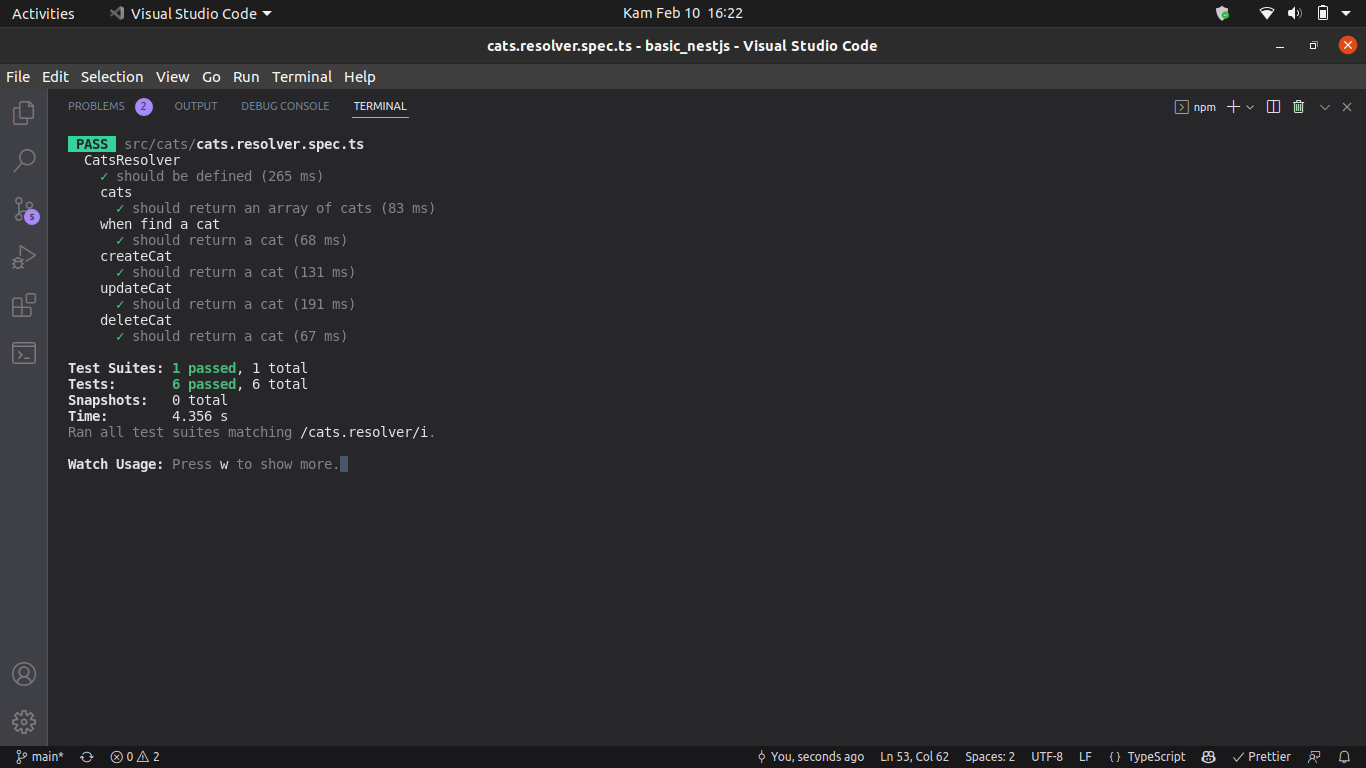 Activities Visual Studio Code Kam Feb 10 16:22
cats.resolver.spec.ts - basic_nestjs - Visual Studio Code
File Edit Selection View Go Run Terminal Help
PROBLEMS 2 OUTPUT DEBUG CONSOLE TERMINAL npm
PASS src/cats/cats.resolver.spec.ts
CatsResolver
✓ should be defined (265 ms)
cats
✓ should return an array of cats (83 ms)
when find a cat
✓ should return a cat (68 ms)
createCat
✓ should return a cat (131 ms)
updateCat
✓ should return a cat (191 ms)
deleteCat
✓ should return a cat (67 ms)
Test Suites: 1 passed, 1 total
Tests: 6 passed, 6 total
Snapshots: 0 total
Time: 4.356 s
Ran all test suites matching /cats.resolver/i.
Watch Usage: Press w to show more.
5
main* 0 2 You, seconds ago Ln 53, Col 62 Spaces: 2 UTF-8 LF {} TypeScript ✓ Prettier